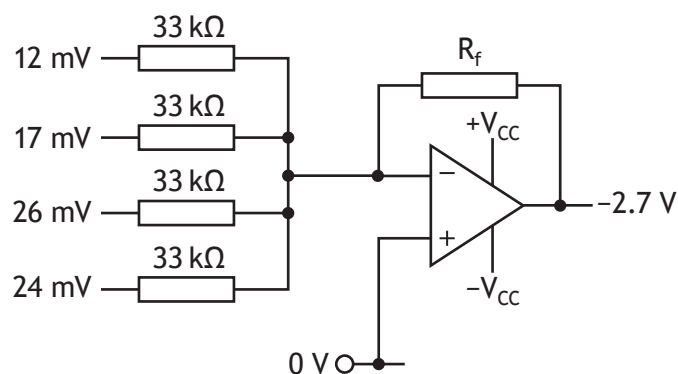 33 kΩ
12 mV
33 kΩ
17 mV
33 kΩ
26 mV
33 kΩ
24 mV
R_f
+V_CC
−
+
−V_CC
−2.7 V
0 V